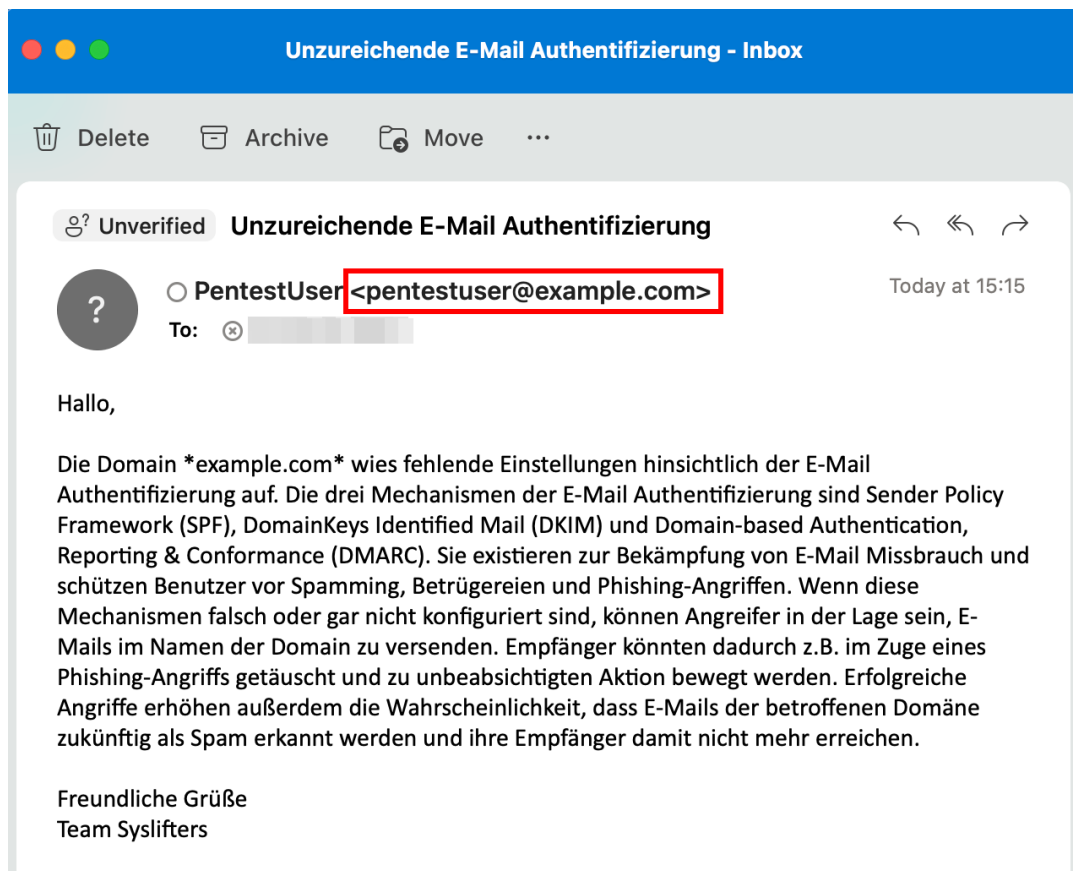 Unzureichende E-Mail Authentifizierung - Inbox
Delete Archive Move ...
Unverified Unzureichende E-Mail Authentifizierung
? PentestUser <pentestuser@example.com> Today at 15:15
To:
Hallo,
Die Domain *example.com* wies fehlende Einstellungen hinsichtlich der E-Mail
Authentifizierung auf. Die drei Mechanismen der E-Mail Authentifizierung sind Sender Policy
Framework (SPF), DomainKeys Identified Mail (DKIM) und Domain-based Authentication,
Reporting & Conformance (DMARC). Sie existieren zur Bekämpfung von E-Mail Missbrauch und
schützen Benutzer vor Spamming, Betrügereien und Phishing-Angriffen. Wenn diese
Mechanismen falsch oder gar nicht konfiguriert sind, können Angreifer in der Lage sein, E-
Mails im Namen der Domain zu versenden. Empfänger könnten dadurch z.B. im Zuge eines
Phishing-Angriffs getäuscht und zu unbeabsichtigten Aktion bewegt werden. Erfolgreiche
Angriffe erhöhen außerdem die Wahrscheinlichkeit, dass E-Mails der betroffenen Domäne
zukünftig als Spam erkannt werden und ihre Empfänger damit nicht mehr erreichen.
Freundliche Grüße
Team Syslifters